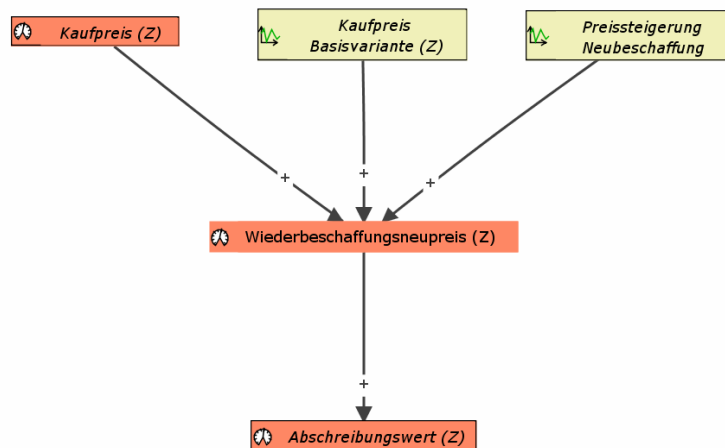 Kaufpreis (Z)
Kaufpreis
Basisvariante (Z)
Preissteigerung
Neubeschaffung
+
+
+
Wiederbeschaffungsneupreis (Z)
+
Abschreibungswert (Z)